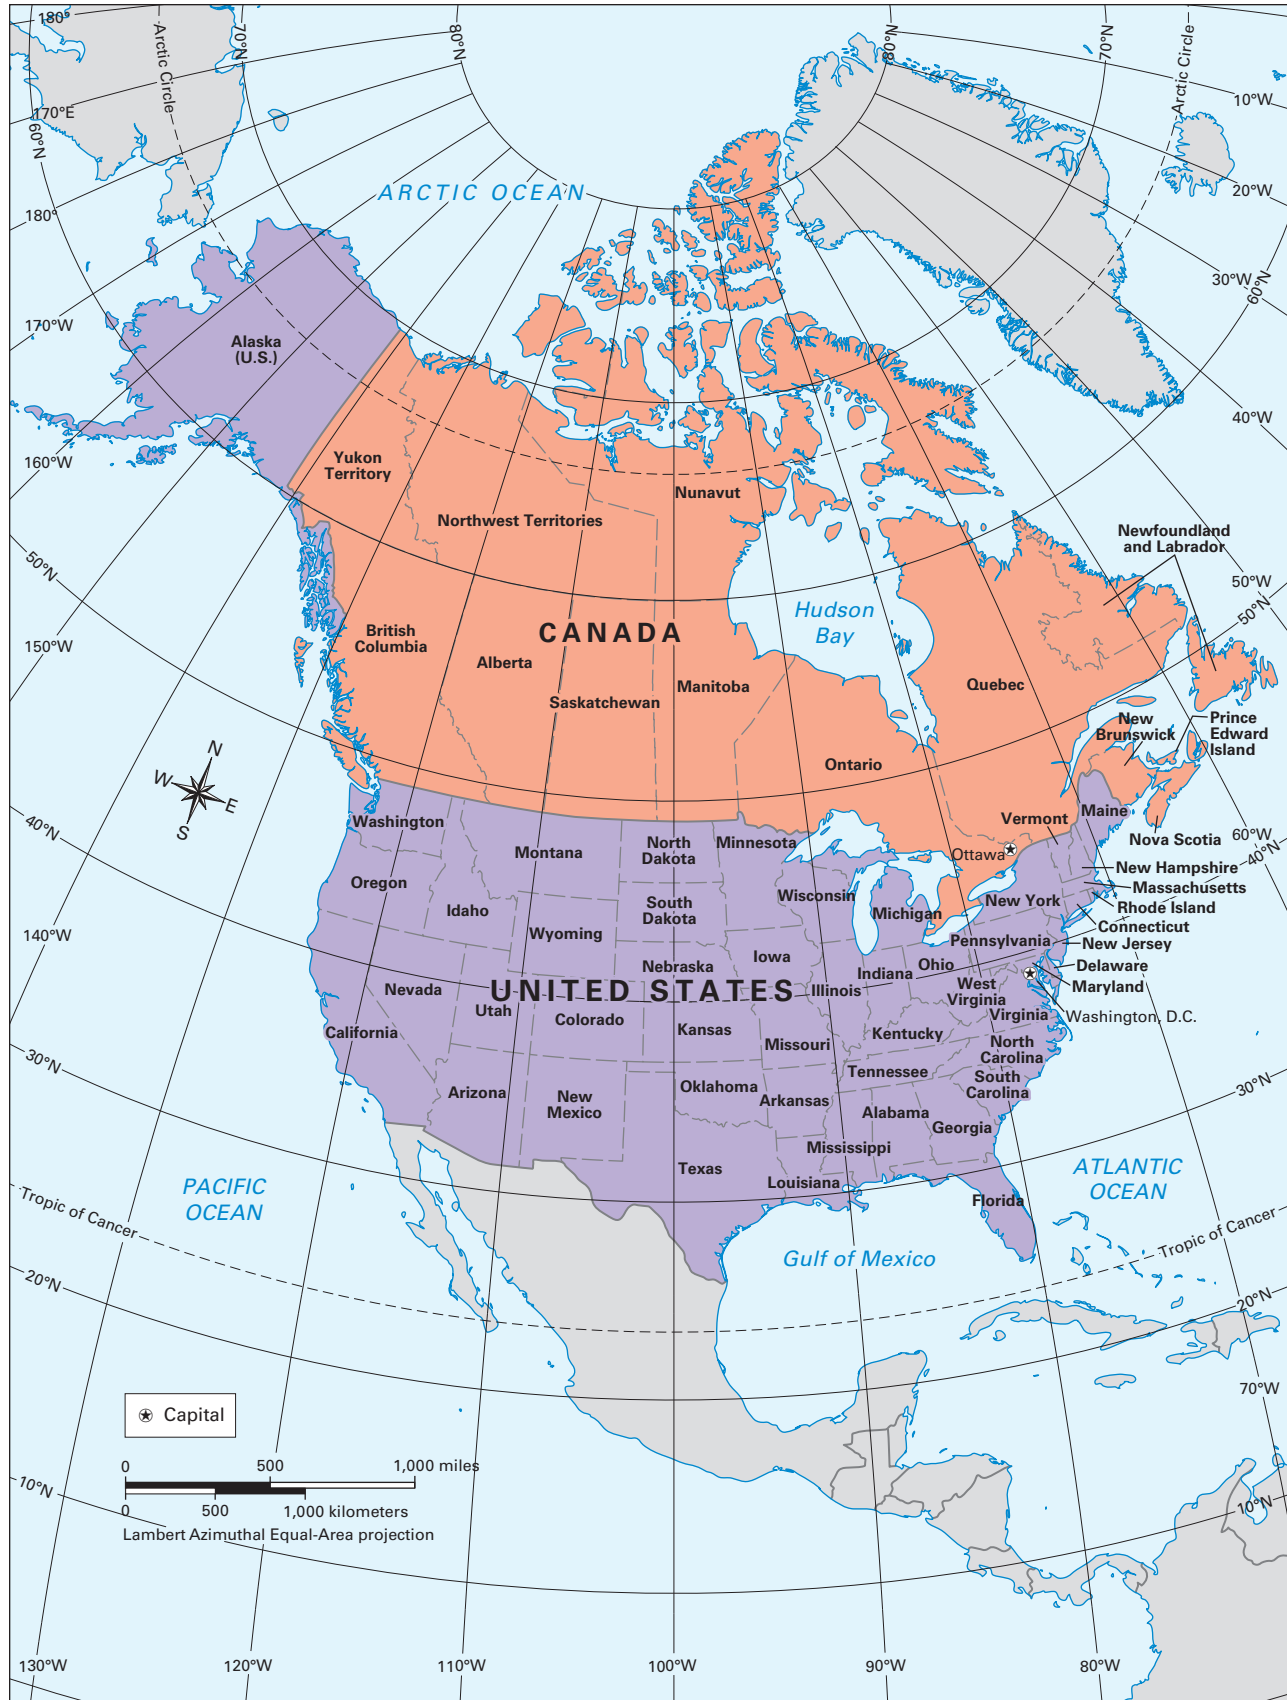 180°
70°N
80°N
80°N
70°N
Arctic Circle
Arctic Circle
10°W
170°E
60°N
20°W
180°
ARCTIC OCEAN
30°W
60°N
170°W
Alaska
(U.S.)
40°W
160°W
Yukon
Territory
Nunavut
Northwest Territories
Newfoundland
and Labrador
50°N
50°W
50°N
Hudson
Bay
150°W
British
Columbia
CANADA
Alberta
Manitoba
Saskatchewan
Quebec
New
Brunswick
Prince
Edward
Island
N
W
E
S
Ontario
40°N
Washington
Minnesota
Vermont
Maine
Nova Scotia
60°W
40°N
Montana
North
Dakota
Ottawa
New Hampshire
Oregon
Massachusetts
Idaho
South
Dakota
Wisconsin
Michigan
New York
Rhode Island
Connecticut
140°W
Wyoming
Pennsylvania
New Jersey
Iowa
Nebraska
Indiana
Ohio
Delaware
Maryland
Nevada
UNITED STATES
Illinois
West
Virginia
Utah
Colorado
Virginia
Washington, D.C.
California
Kansas
Missouri
Kentucky
North
Carolina
30°N
Tennessee
South
Carolina
30°N
Arizona
New
Mexico
Oklahoma
Arkansas
Alabama
Georgia
Mississippi
Texas
Louisiana
Florida
PACIFIC
OCEAN
ATLANTIC
OCEAN
Tropic of Cancer
Tropic of Cancer
Gulf of Mexico
20°N
20°N
70°W
Capital
0
500
1,000 miles
0
500
1,000 kilometers
Lambert Azimuthal Equal-Area projection
10°N
10°N
130°W
120°W
110°W
100°W
90°W
80°W